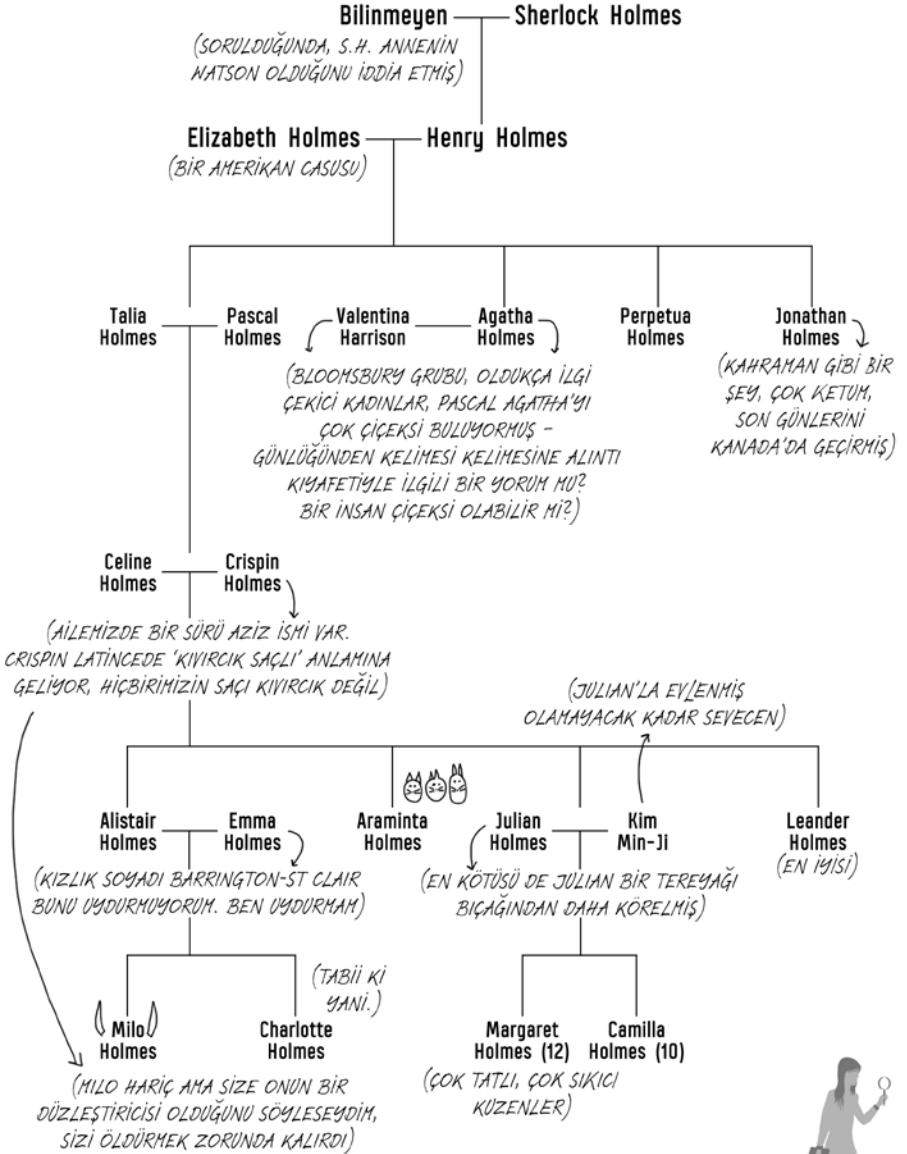 Bilinmeyen Sherlock Holmes
(SORULDUĞUNDA, S.H. ANNENİN
WATSON OLDUĞUNU İDDİA ETMİŞ)
Elizabeth Holmes Henry Holmes
(BİR AMERİKAN CASUSU)
Talia
Holmes
Pascal
Holmes
Valentina
Harrison
Agatha
Holmes
Perpetua
Holmes
Jonathan
Holmes
(BLOOMSBURY GRUBU, OLDUKÇA İLGİ
ÇEKİCİ KADINLAR, PASCAL AGATHA'YI
ÇOK ÇİÇEKSİ BULUYORMUŞ –
GÜNLÜĞÜNDEN KELİMESİ KELİMESİNE ALINTI
KIYAFETİYLE İLGİLİ BİR YORUM MU?
BİR İNSAN ÇİÇEKSİ OLABİLİR Mİ?)
(KAHRAMAN GİBİ BİR
ŞEY, ÇOK KETUM,
SON GÜNLERİNİ
KANADA'DA GEÇİRMİŞ)
Celine
Holmes
Crispin
Holmes
(AİLEMİZDE BİR SÜRÜ AZİZ İSMİ VAR.
CRISPIN LATİNCEDE 'KIVIRCIK SAÇLI' ANLAMINA
GELİYOR, HİÇBİRİMİZİN SAÇI KIVIRCIK DEĞİL)
(JULIAN'LA EVLENMİŞ
OLAMAYACAK KADAR SEVECEN)
Alistair
Holmes
Emma
Holmes
Araminta
Holmes
Julian
Holmes
Kim
Min-Ji
Leander
Holmes
(EN İYİSİ)
(KIZLIK SOYADI BARRINGTON-ST CLAIR
BUNU UYDURMUYORUM. BEN UYDURMAM)
(EN KÖTÜSÜ DE JULIAN BİR TEREYAĞI
BIÇAĞINDAN DAHA KÖRELMİŞ)
(TABİİ Kİ
YANİ.)
Milo
Holmes
Charlotte
Holmes
Margaret
Holmes (12)
Camilla
Holmes (10)
(MILO HARİÇ AMA SİZE ONUN BİR
DÜZLEŞTİRİCİSİ OLDUĞUNU SÖYLESEYDİM,
SİZİ ÖLDÜRMEK ZORUNDA KALIRDI)
(ÇOK TATLI, ÇOK SIKICI
KUZENLER)